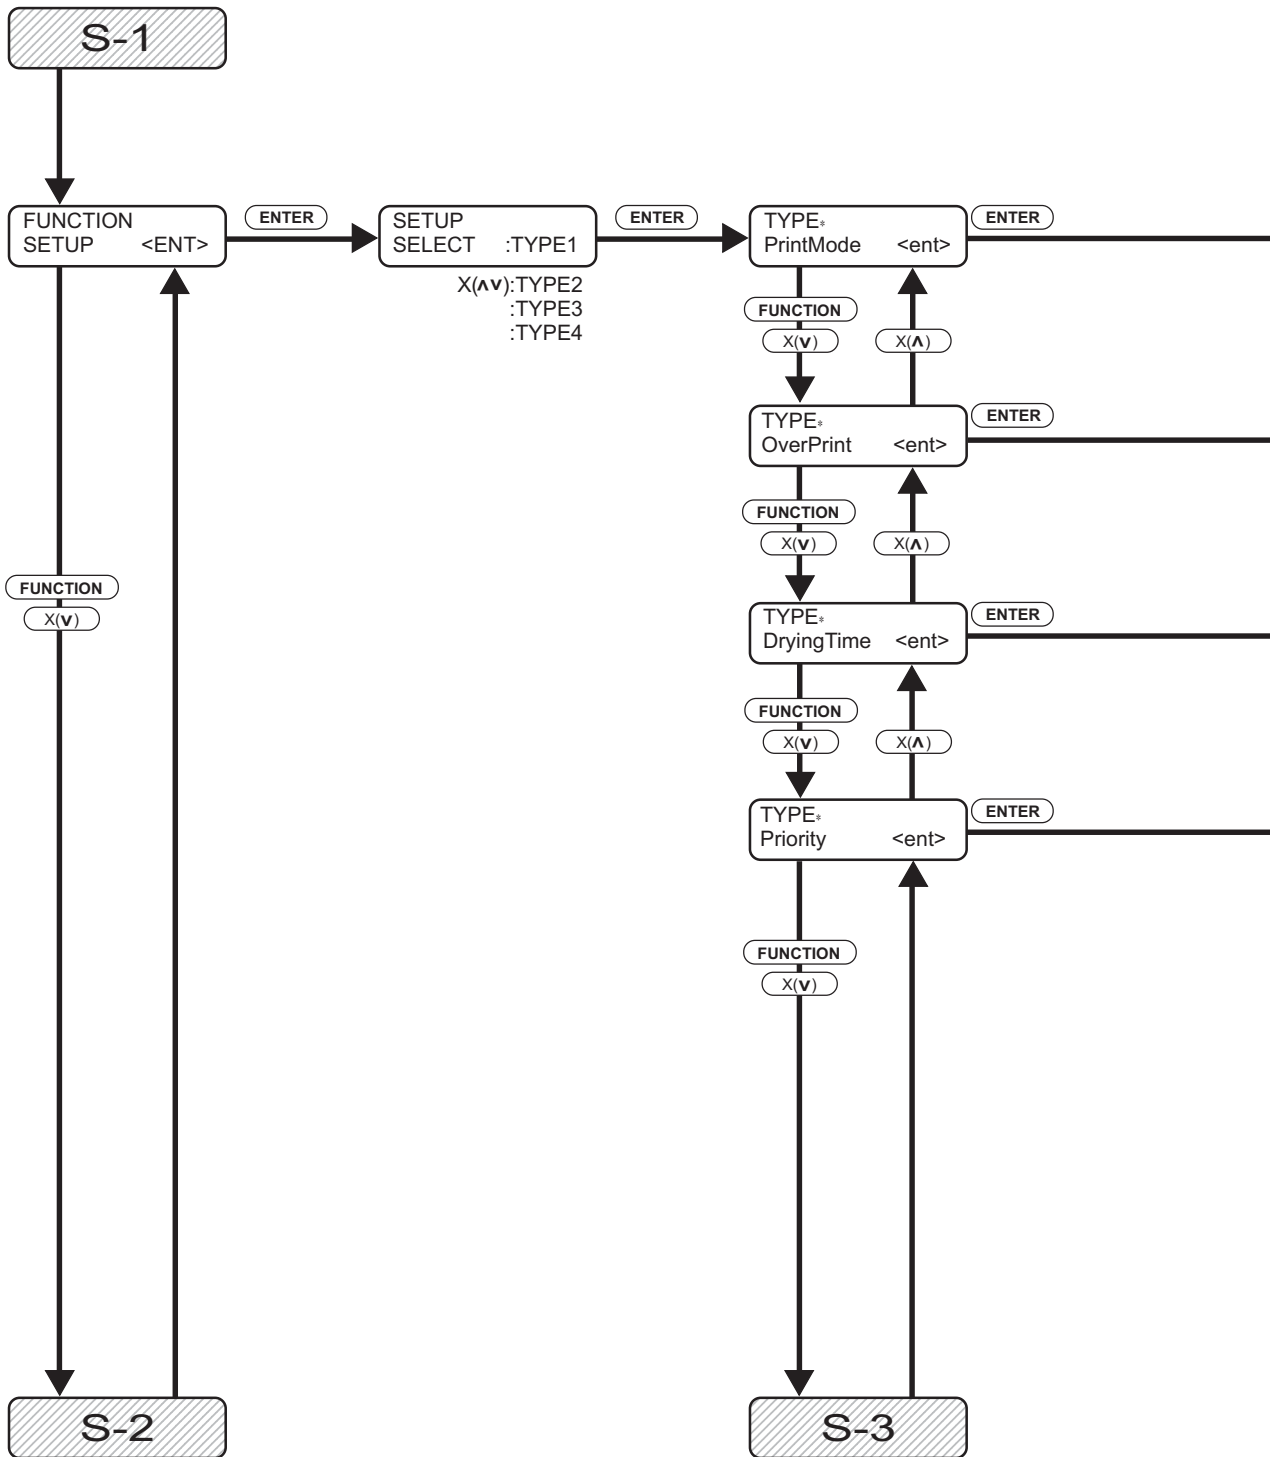 S-1
FUNCTION
SETUP <ENT>
ENTER
SETUP
SELECT :TYPE1
X(∧∨):TYPE2
:TYPE3
:TYPE4
ENTER
TYPE*
PrintMode <ent>
ENTER
FUNCTION
X(∨)
X(∧)
TYPE*
OverPrint <ent>
ENTER
FUNCTION
X(∨)
X(∧)
TYPE*
DryingTime <ent>
ENTER
FUNCTION
X(∨)
FUNCTION
X(∨)
X(∧)
TYPE*
Priority <ent>
ENTER
FUNCTION
X(∨)
S-2
S-3